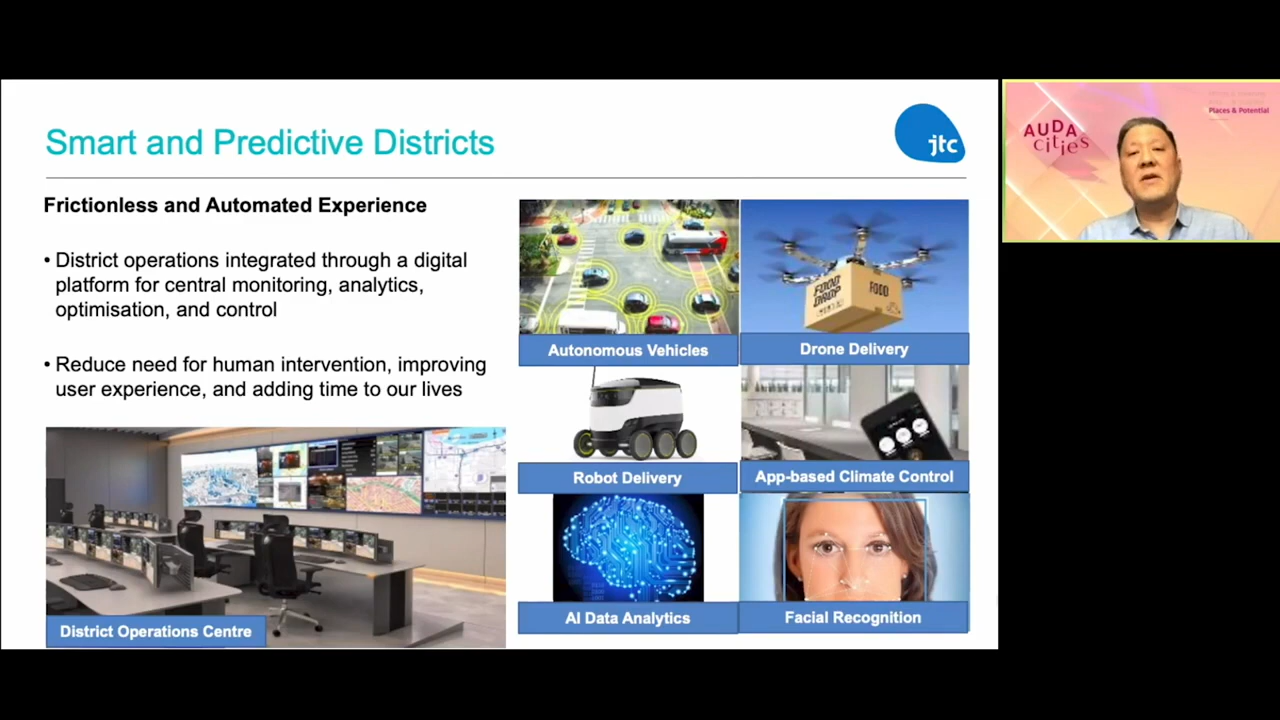 Smart and Predictive Districts
jtc
Frictionless and Automated Experience
• District operations integrated through a digital
platform for central monitoring, analytics,
optimisation, and control
• Reduce need for human intervention, improving
user experience, and adding time to our lives
District Operations Centre
FOOD
DROP
FOOD
Autonomous Vehicles
Drone Delivery
Robot Delivery
App-based Climate Control
AI Data Analytics
Facial Recognition
AUDA
cities
Places & Potential